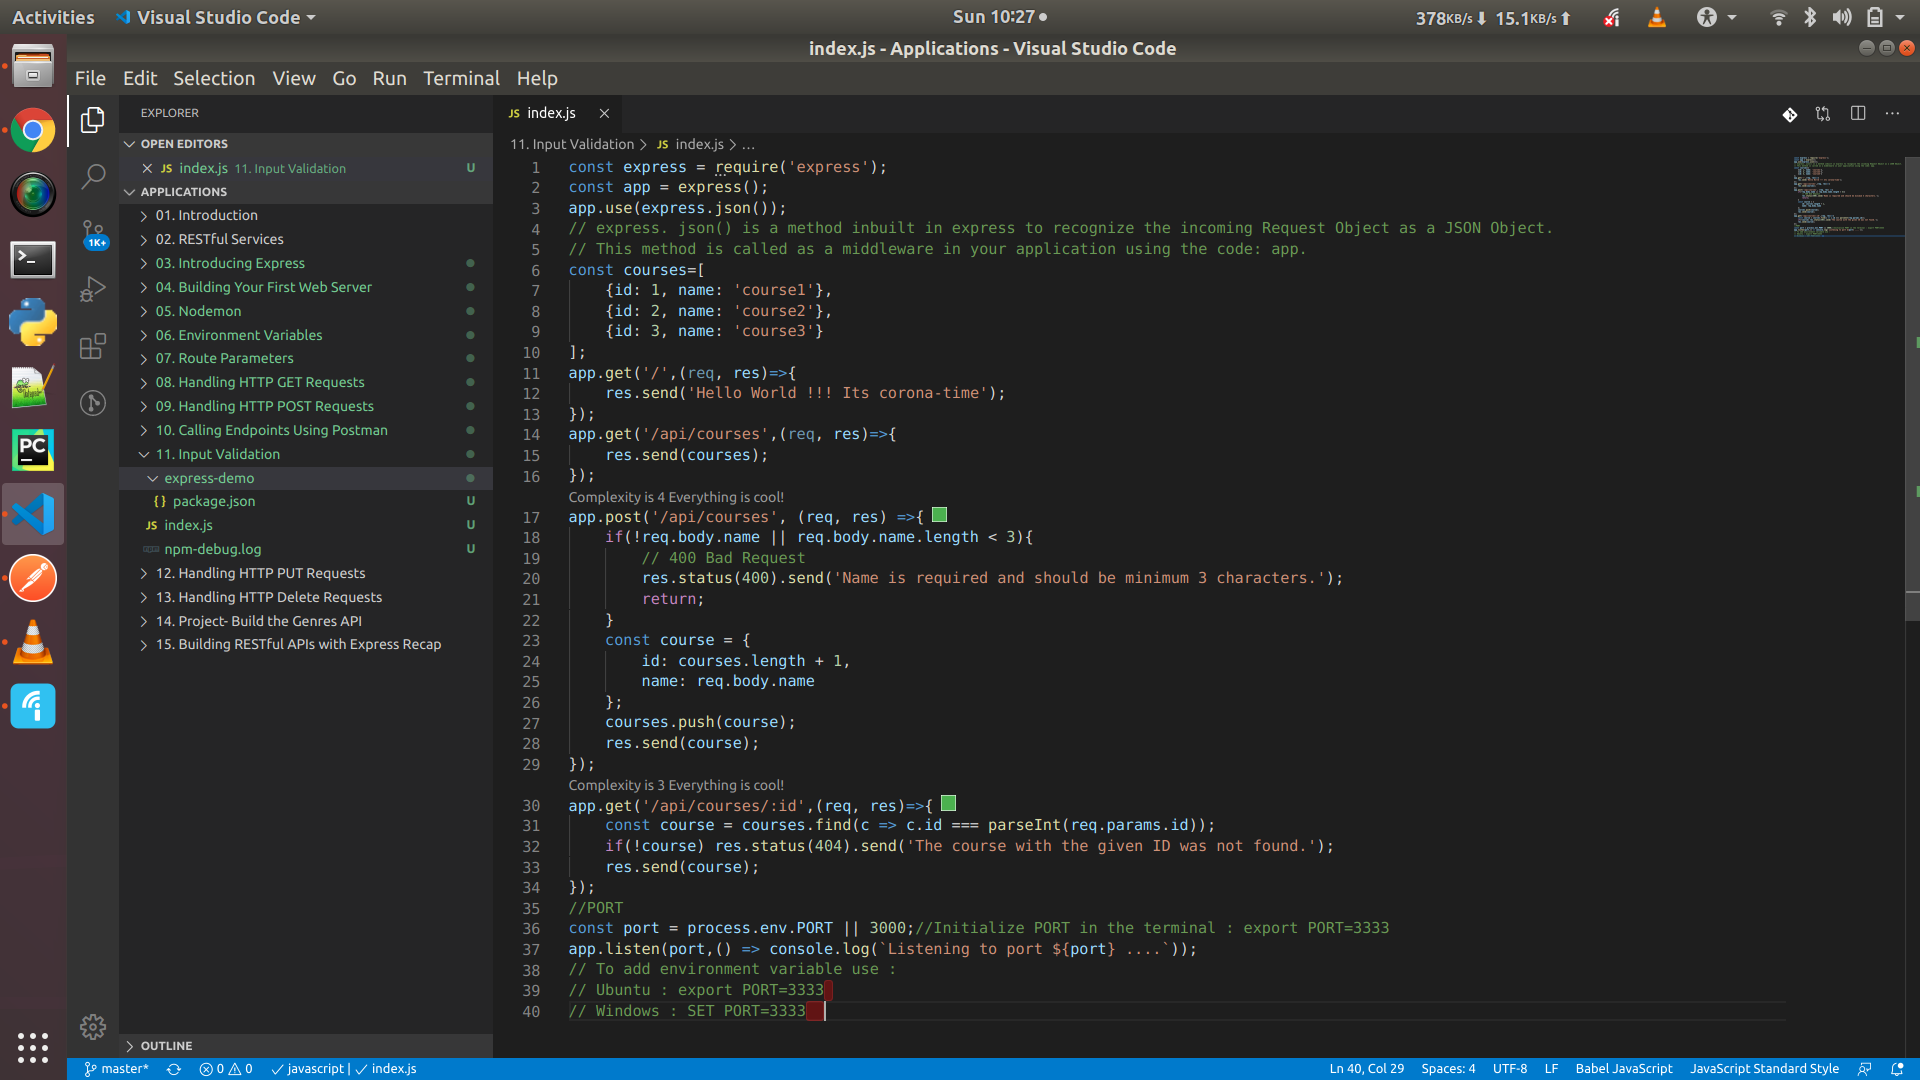 Activities Visual Studio Code Sun 10:27 378KB/s 15.1KB/s
index.js - Applications - Visual Studio Code
File Edit Selection View Go Run Terminal Help
EXPLORER
OPEN EDITORS
JS index.js 11. Input Validation U
APPLICATIONS
01. Introduction
02. RESTful Services
03. Introducing Express
04. Building Your First Web Server
05. Nodemon
06. Environment Variables
07. Route Parameters
08. Handling HTTP GET Requests
09. Handling HTTP POST Requests
10. Calling Endpoints Using Postman
11. Input Validation
express-demo
{} package.json U
JS index.js U
npm-debug.log U
12. Handling HTTP PUT Requests
13. Handling HTTP Delete Requests
14. Project- Build the Genres API
15. Building RESTful APIs with Express Recap
OUTLINE
1K+
PC
JS index.js
11. Input Validation > JS index.js > ...
1 const express = require('express');
2 const app = express();
3 app.use(express.json());
4 // express. json() is a method inbuilt in express to recognize the incoming Request Object as a JSON Object.
5 // This method is called as a middleware in your application using the code: app.
6 const courses=[
7 {id: 1, name: 'course1'},
8 {id: 2, name: 'course2'},
9 {id: 3, name: 'course3'}
10 ];
11 app.get('/',(req, res)=>{
12 res.send('Hello World !!! Its corona-time');
13 });
14 app.get('/api/courses',(req, res)=>{
15 res.send(courses);
16 });
Complexity is 4 Everything is cool!
17 app.post('/api/courses', (req, res) =>{
18 if(!req.body.name || req.body.name.length < 3){
19 // 400 Bad Request
20 res.status(400).send('Name is required and should be minimum 3 characters.');
21 return;
22 }
23 const course = {
24 id: courses.length + 1,
25 name: req.body.name
26 };
27 courses.push(course);
28 res.send(course);
29 });
Complexity is 3 Everything is cool!
30 app.get('/api/courses/:id',(req, res)=>{
31 const course = courses.find(c => c.id === parseInt(req.params.id));
32 if(!course) res.status(404).send('The course with the given ID was not found.');
33 res.send(course);
34 });
35 //PORT
36 const port = process.env.PORT || 3000;//Initialize PORT in the terminal : export PORT=3333
37 app.listen(port,() => console.log(`Listening to port ${port} ....`));
38 // To add environment variable use :
39 // Ubuntu : export PORT=3333
40 // Windows : SET PORT=3333
master* 0 0 javascript | index.js Ln 40, Col 29 Spaces: 4 UTF-8 LF Babel JavaScript JavaScript Standard Style